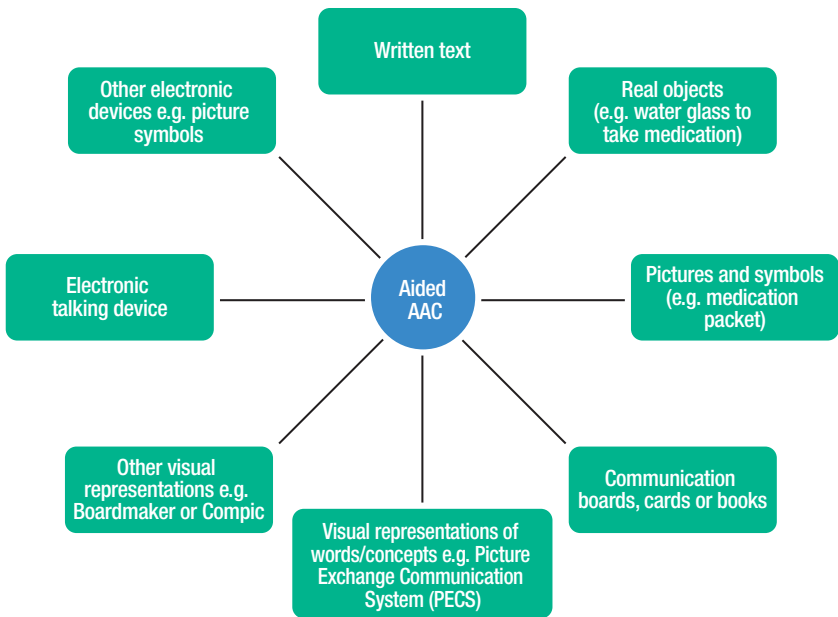 Written text
Other electronic
devices e.g. picture
symbols
Real objects
(e.g. water glass to
take medication)
Electronic
talking device
Aided
AAC
Pictures and symbols
(e.g. medication
packet)
Other visual
representations e.g.
Boardmaker or Compic
Communication
boards, cards or books
Visual representations of
words/concepts e.g. Picture
Exchange Communication
System (PECS)